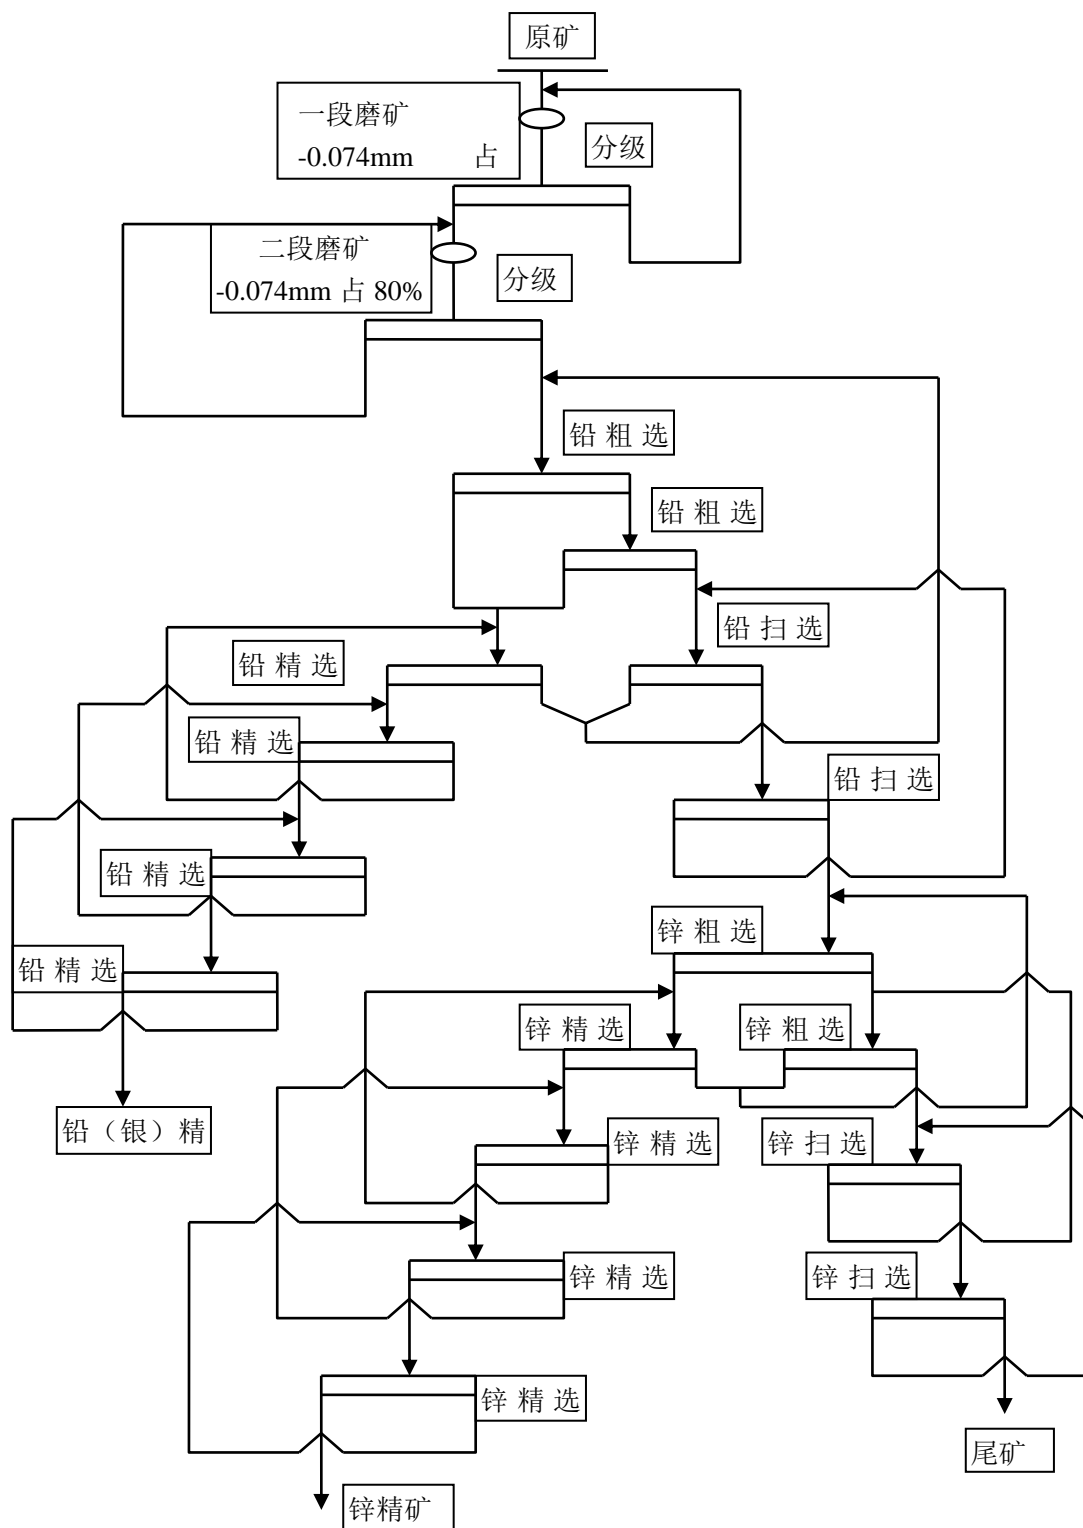 原矿
一段磨矿
-0.074mm 占
分级
二段磨矿
-0.074mm 占 80%
分级
铅 粗 选
铅 粗 选
铅 扫 选
铅 精 选
铅 精 选
铅 扫 选
铅 精 选
锌 粗 选
铅 精 选
锌 精 选
锌 粗 选
铅（银）精
锌 精 选
锌 扫 选
锌 精 选
锌 扫 选
锌 精 选
尾矿
锌精矿